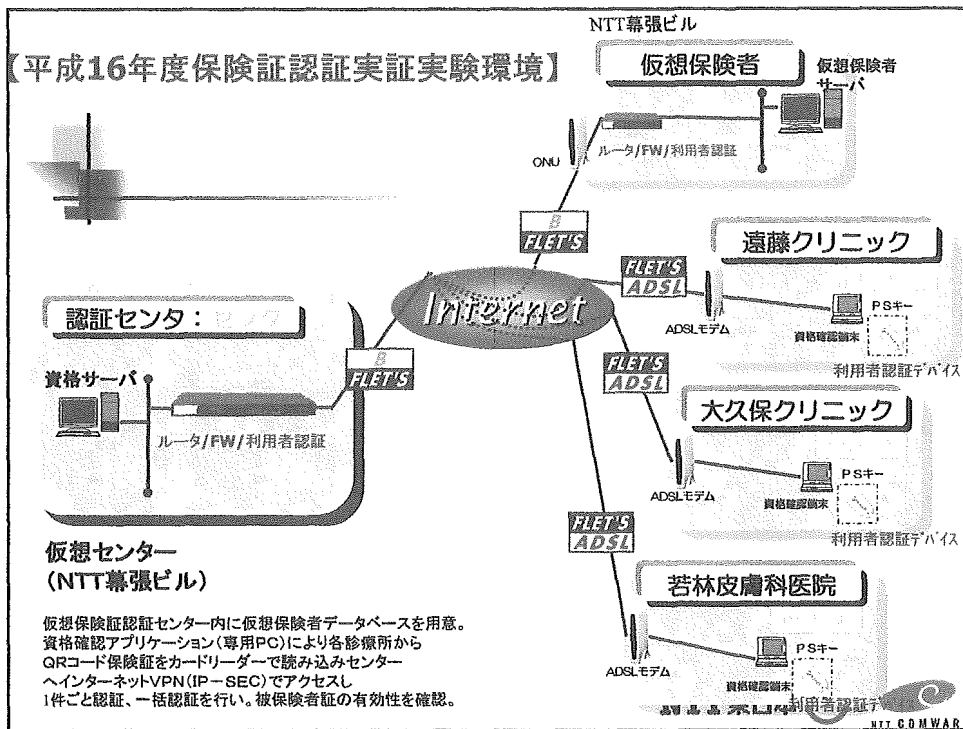 【平成16年度保険証認証実証実験環境】
NTT幕張ビル
仮想保険者
仮想保険者
サーバ
ONU
ルータ/FW/利用者認証
B
FLET'S
Internet
FLET'S
ADSL
遠藤クリニック
ADSLモデム
PSキー
資格確認端末
利用者認証デバイス
認証センタ:
資格サーバ
ルータ/FW/利用者認証
B
FLET'S
FLET'S
ADSL
大久保クリニック
ADSLモデム
PSキー
資格確認端末
利用者認証デバイス
FLET'S
ADSL
若林皮膚科医院
ADSLモデム
PSキー
資格確認端末
利用者認証デバイス
仮想センター
(NTT幕張ビル)
仮想保険証認証センター内に仮想保険者データベースを用意。
資格確認アプリケーション(専用PC)により各診療所から
QRコード保険証をカードリーダーで読み込みセンター
へインターネットVPN(IP-SEC)でアクセスし
1件ごと認証、一括認証を行い。被保険者証の有効性を確認。
NTT COMWAR